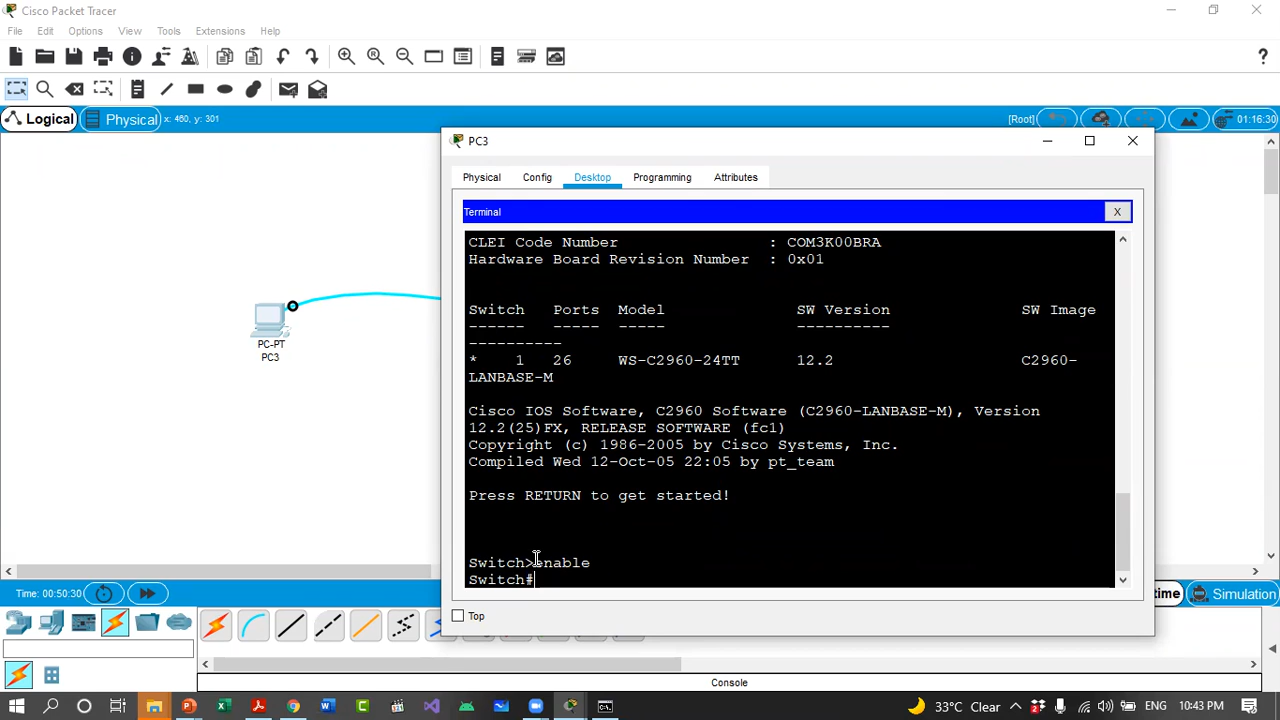 Cisco Packet Tracer
File Edit Options View Tools Extensions Help
Logical Physical x: 460, y: 301 [Root] 01:16:30
PC3
Physical Config Desktop Programming Attributes
Terminal X
CLEI Code Number : COM3K00BRA
Hardware Board Revision Number : 0x01
Switch Ports Model SW Version SW Image
------ ----- ----- ---------- 
----------
* 1 26 WS-C2960-24TT 12.2 C2960-
LANBASE-M
Cisco IOS Software, C2960 Software (C2960-LANBASE-M), Version
12.2(25)FX, RELEASE SOFTWARE (fc1)
Copyright (c) 1986-2005 by Cisco Systems, Inc.
Compiled Wed 12-Oct-05 22:05 by pt_team
Press RETURN to get started!
Switch>enable
Switch#
Top
PC-PT
PC3
Time: 00:50:30 Simulation
Console
33°C Clear 10:43 PM